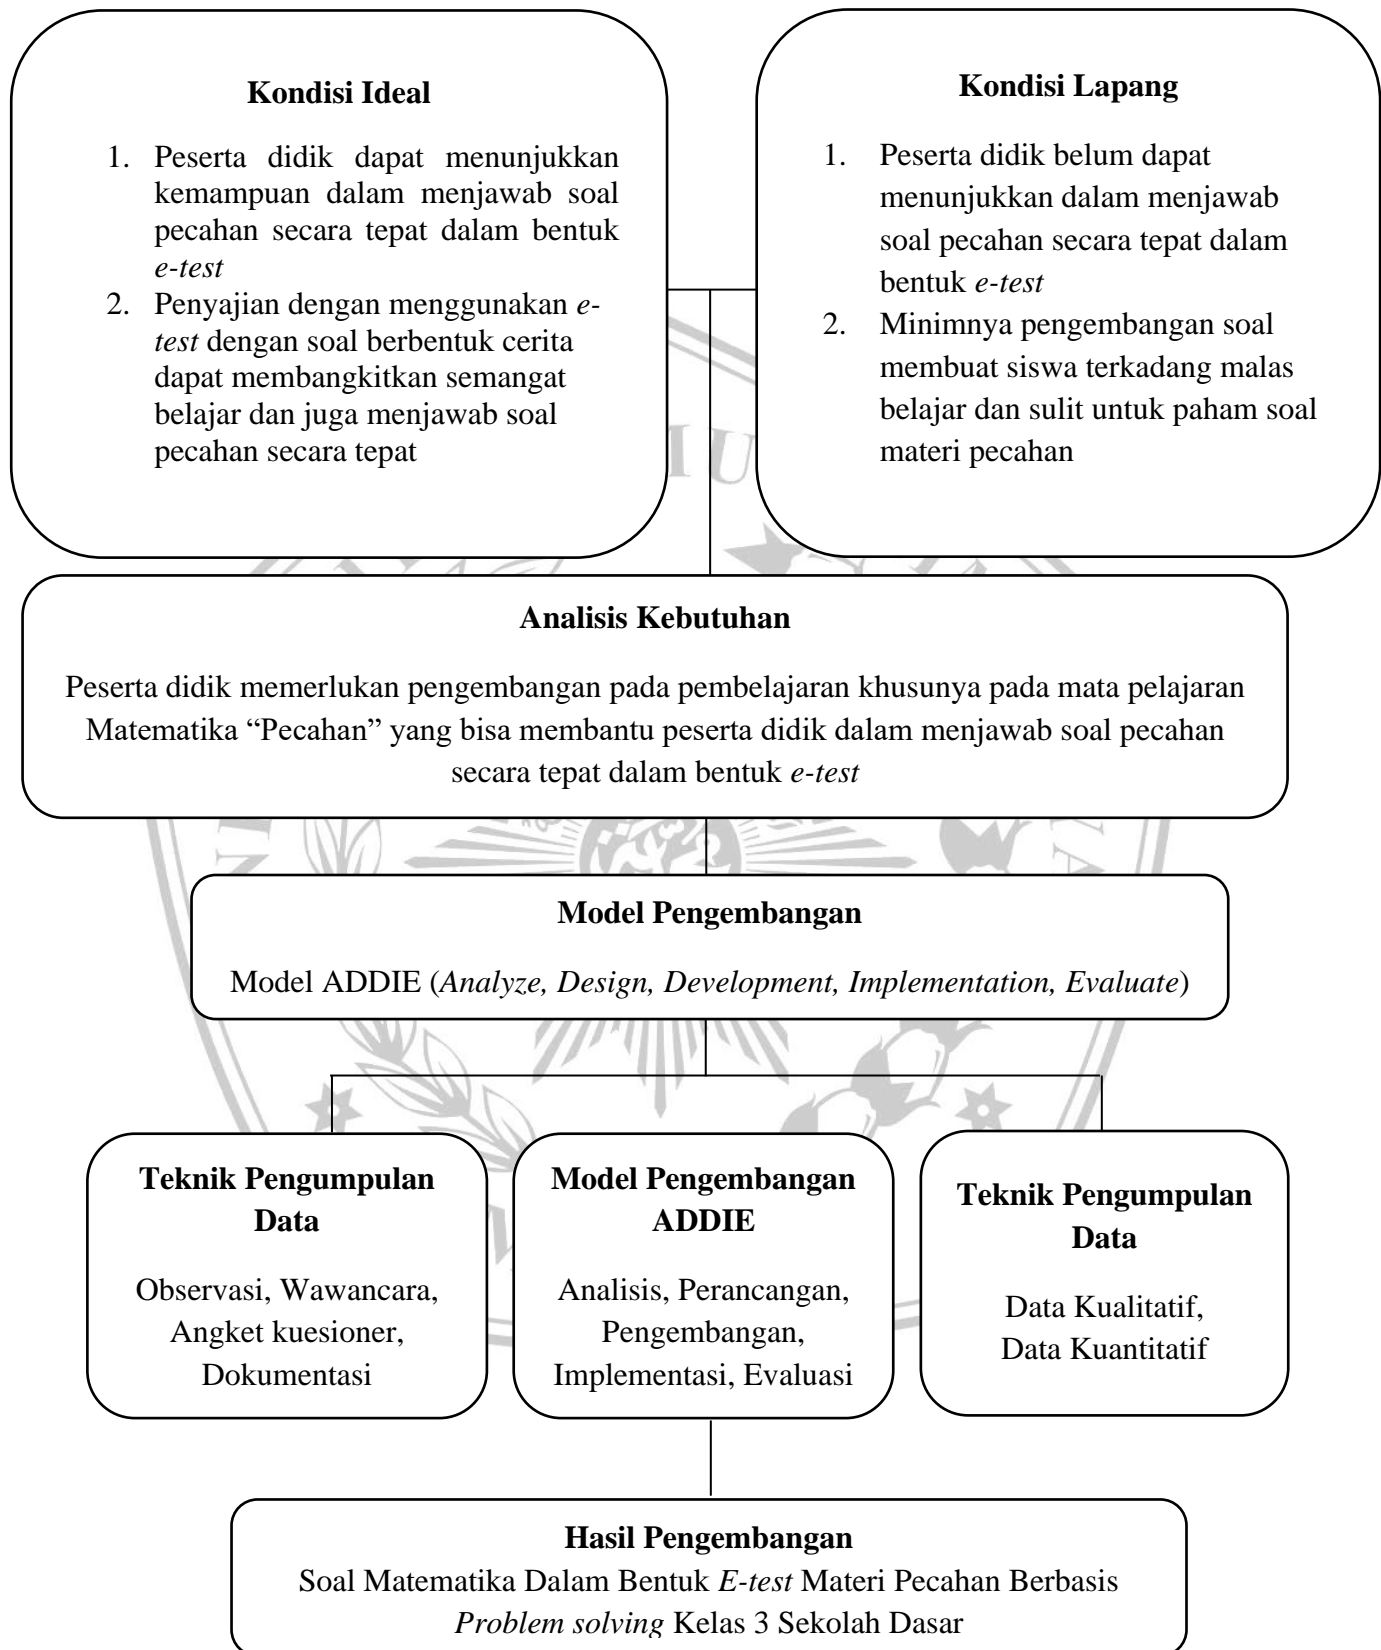 Kondisi Ideal
1. Peserta didik dapat menunjukkan
kemampuan dalam menjawab soal
pecahan secara tepat dalam bentuk
e-test
2. Penyajian dengan menggunakan e-
test dengan soal berbentuk cerita
dapat membangkitkan semangat
belajar dan juga menjawab soal
pecahan secara tepat
Kondisi Lapang
1. Peserta didik belum dapat
menunjukkan dalam menjawab
soal pecahan secara tepat dalam
bentuk e-test
2. Minimnya pengembangan soal
membuat siswa terkadang malas
belajar dan sulit untuk paham soal
materi pecahan
Analisis Kebutuhan
Peserta didik memerlukan pengembangan pada pembelajaran khusunya pada mata pelajaran
Matematika “Pecahan” yang bisa membantu peserta didik dalam menjawab soal pecahan
secara tepat dalam bentuk e-test
Model Pengembangan
Model ADDIE (Analyze, Design, Development, Implementation, Evaluate)
Teknik Pengumpulan
Data
Observasi, Wawancara,
Angket kuesioner,
Dokumentasi
Model Pengembangan
ADDIE
Analisis, Perancangan,
Pengembangan,
Implementasi, Evaluasi
Teknik Pengumpulan
Data
Data Kualitatif,
Data Kuantitatif
Hasil Pengembangan
Soal Matematika Dalam Bentuk E-test Materi Pecahan Berbasis
Problem solving Kelas 3 Sekolah Dasar